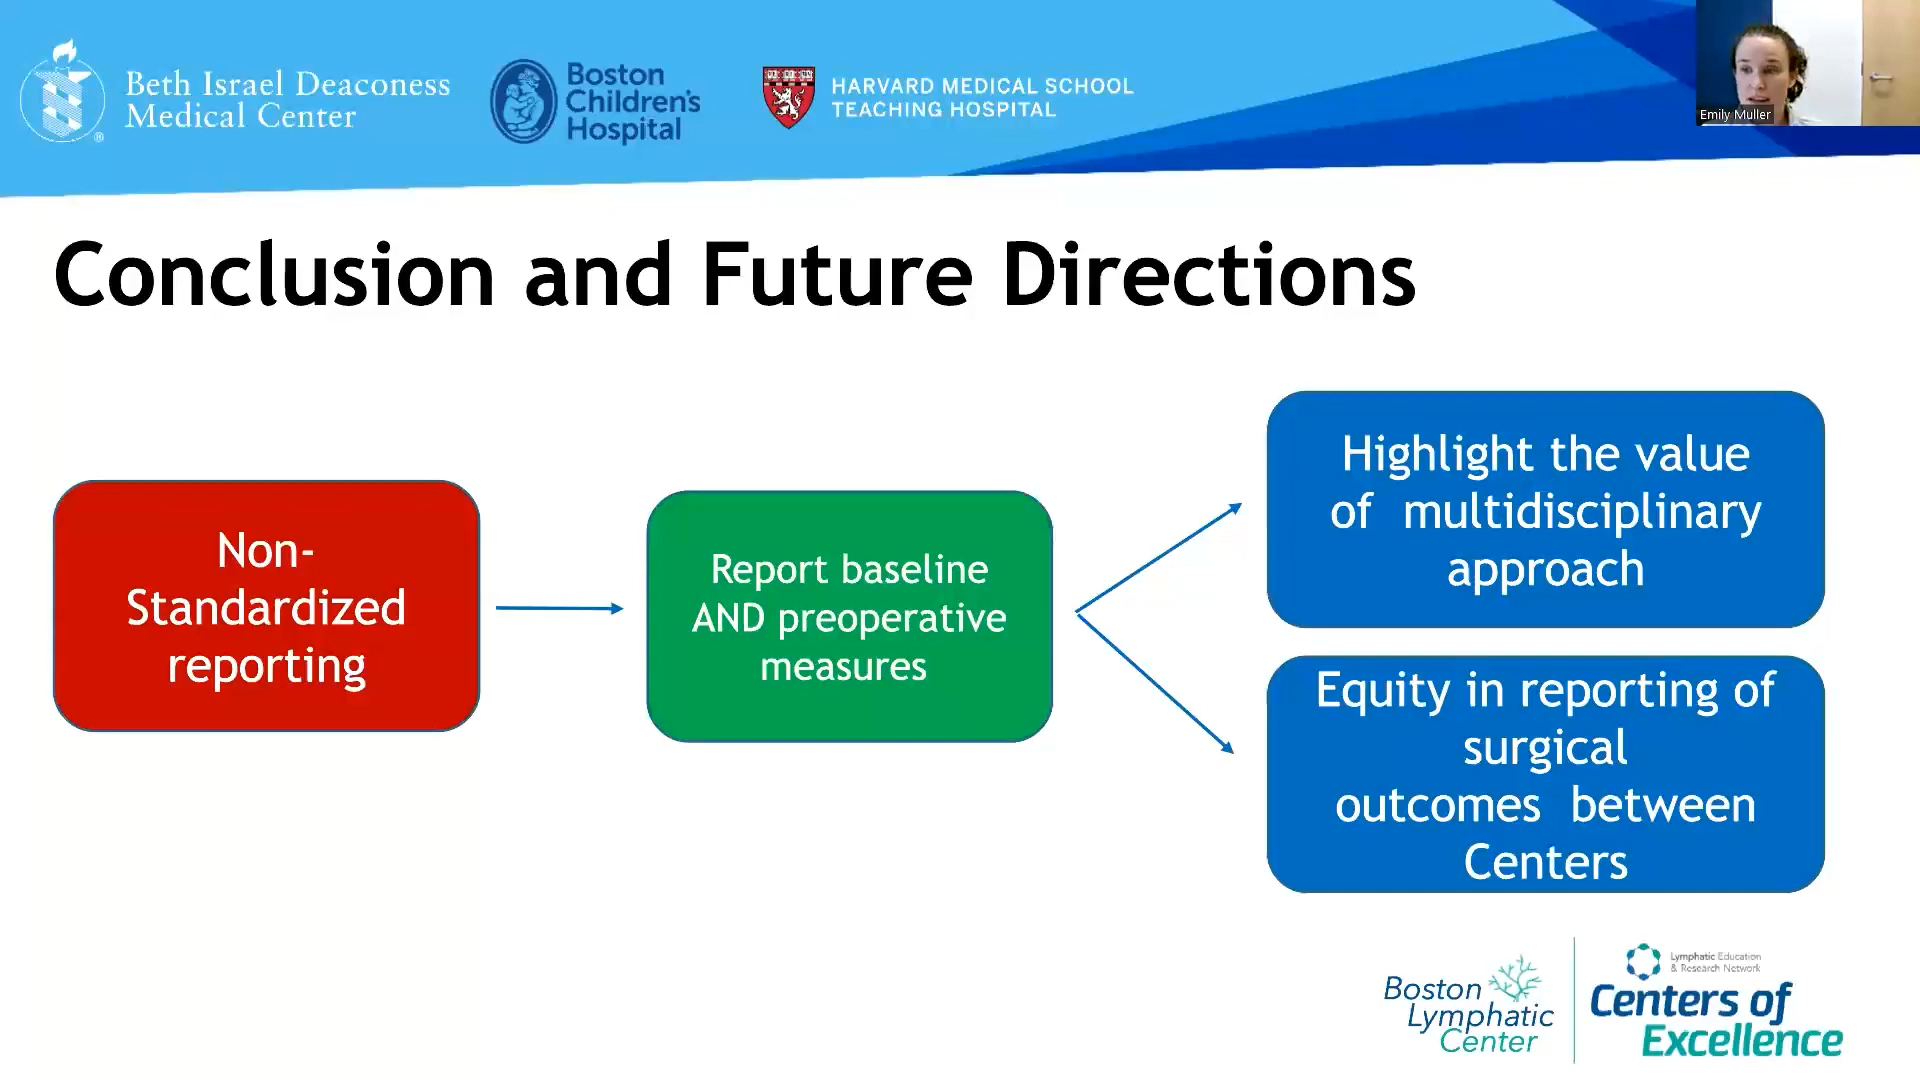 Beth Israel Deaconess
Medical Center
®
Boston
Children's
Hospital
HARVARD MEDICAL SCHOOL
TEACHING HOSPITAL
Emily Muller
Conclusion and Future Directions
Non-
Standardized
reporting
Report baseline
AND preoperative
measures
Highlight the value
of multidisciplinary
approach
Equity in reporting of
surgical
outcomes between
Centers
Boston
Lymphatic
Center
Lymphatic Education
& Research Network
Centers of
Excellence